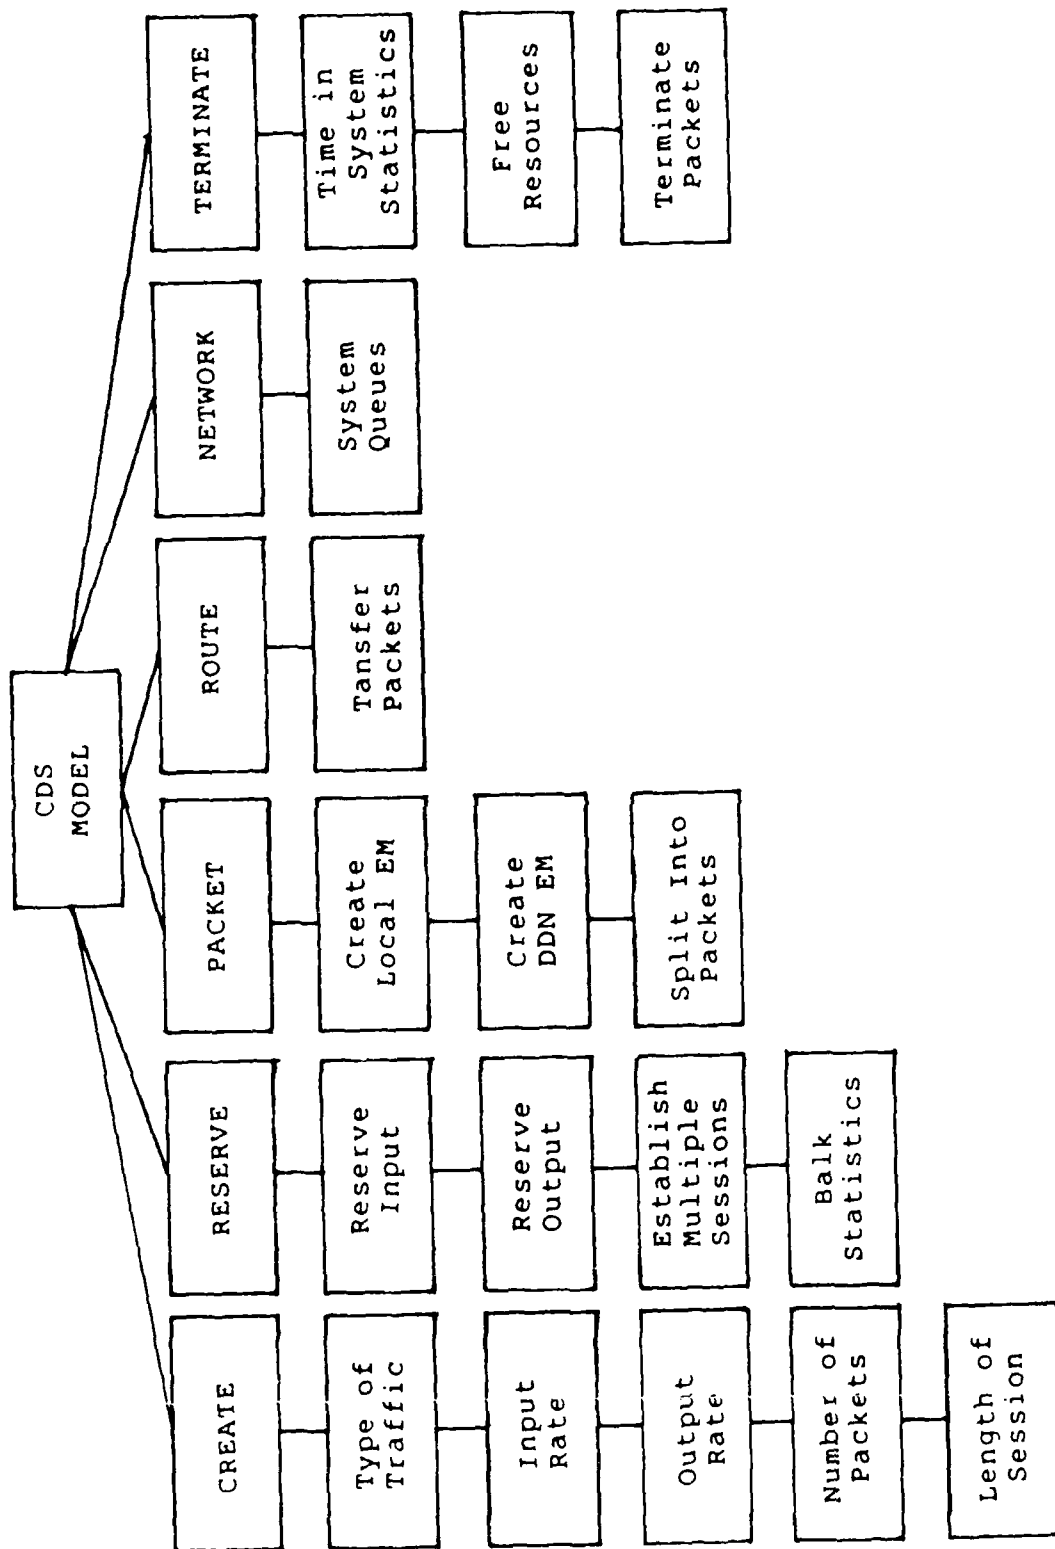 CDS
MODEL
CREATE
Type of
Traffic
Input
Rate
Output
Rate
Number of
Packets
Length of
Session
RESERVE
Reserve
Input
Reserve
Output
Establish
Multiple
Sessions
Balk
Statistics
PACKET
Create
Local EM
Create
DDN EM
Split Into
Packets
ROUTE
Tansfer
Packets
NETWORK
System
Queues
TERMINATE
Time in
System
Statistics
Free
Resources
Terminate
Packets